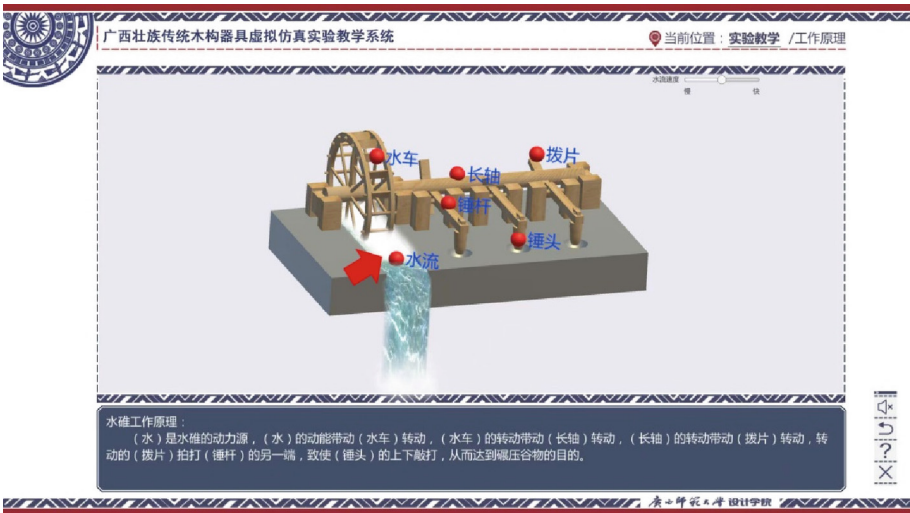 广西壮族传统木构器具虚拟仿真实验教学系统
当前位置：实验教学 /工作原理
水流速度
慢 快
水车
拨片
长轴
锤杆
锤头
水流
水碓工作原理：
（水）是水碓的动力源，（水）的动能带动（水车）转动，（水车）的转动带动（长轴）转动，（长轴）的转动带动（拨片）转动，转
动的（拨片）拍打（锤杆）的另一端，致使（锤头）的上下敲打，从而达到碾压谷物的目的。
?
广西师范大学 设计学院